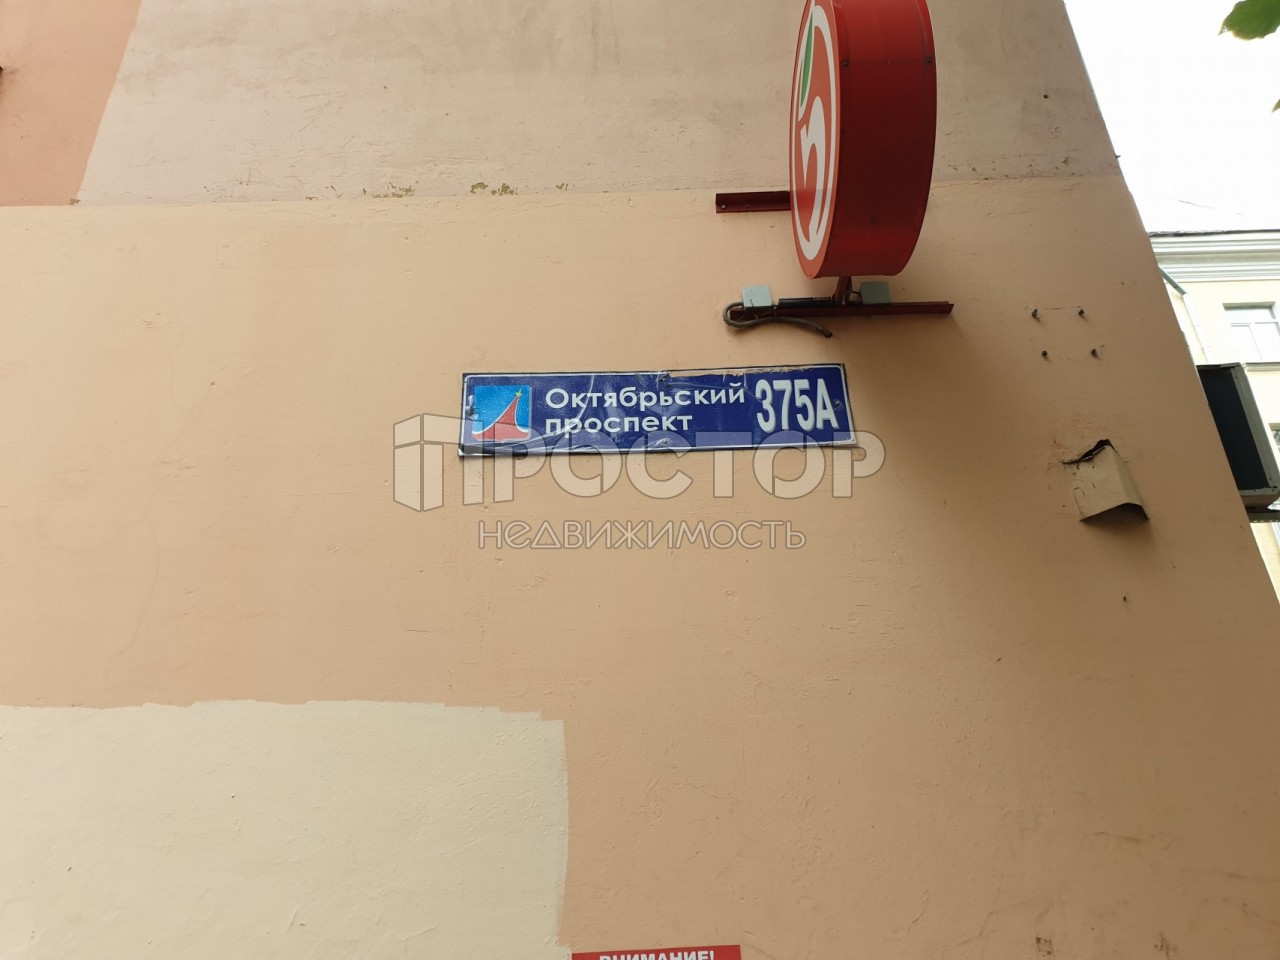 5
Октябрьский
проспект
375А
ПРОСТОР
НЕДВИЖИМОСТЬ
ВНИМАНИЕ!